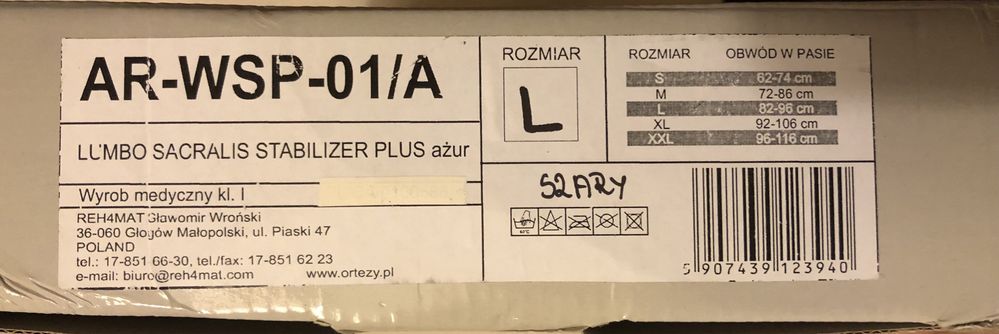 AR-WSP-01/A
LUMBO SACRALIS STABILIZER PLUS ażur
Wyrob medyczny kl. I
REH4MAT Sławomir Wroński
36-060 Głogów Małopolski, ul. Piaski 47
POLAND
tel.: 17-851 66-30, tel./fax: 17-851 62 23
e-mail: biuro@reh4mat.com www.ortezy.pl
ROZMIAR
L
ROZMIAR OBWÓD W PASIE
S 62-74 cm
M 72-86 cm
L 82-96 cm
XL 92-106 cm
XXL 96-116 cm
SZARY
5 907439 123940